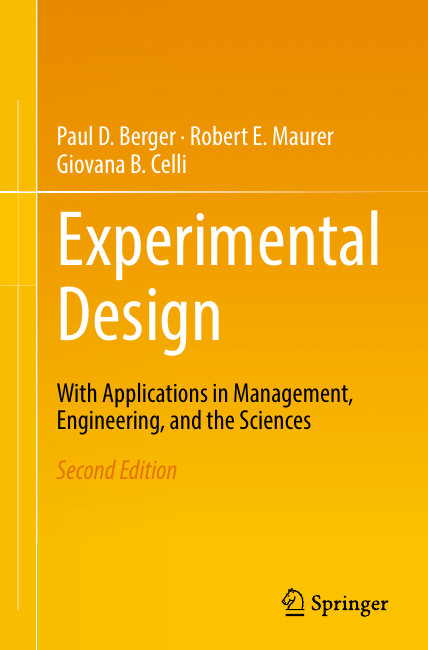 Paul D. Berger · Robert E. Maurer
Giovana B. Celli
Experimental
Design
With Applications in Management,
Engineering, and the Sciences
Second Edition
Springer